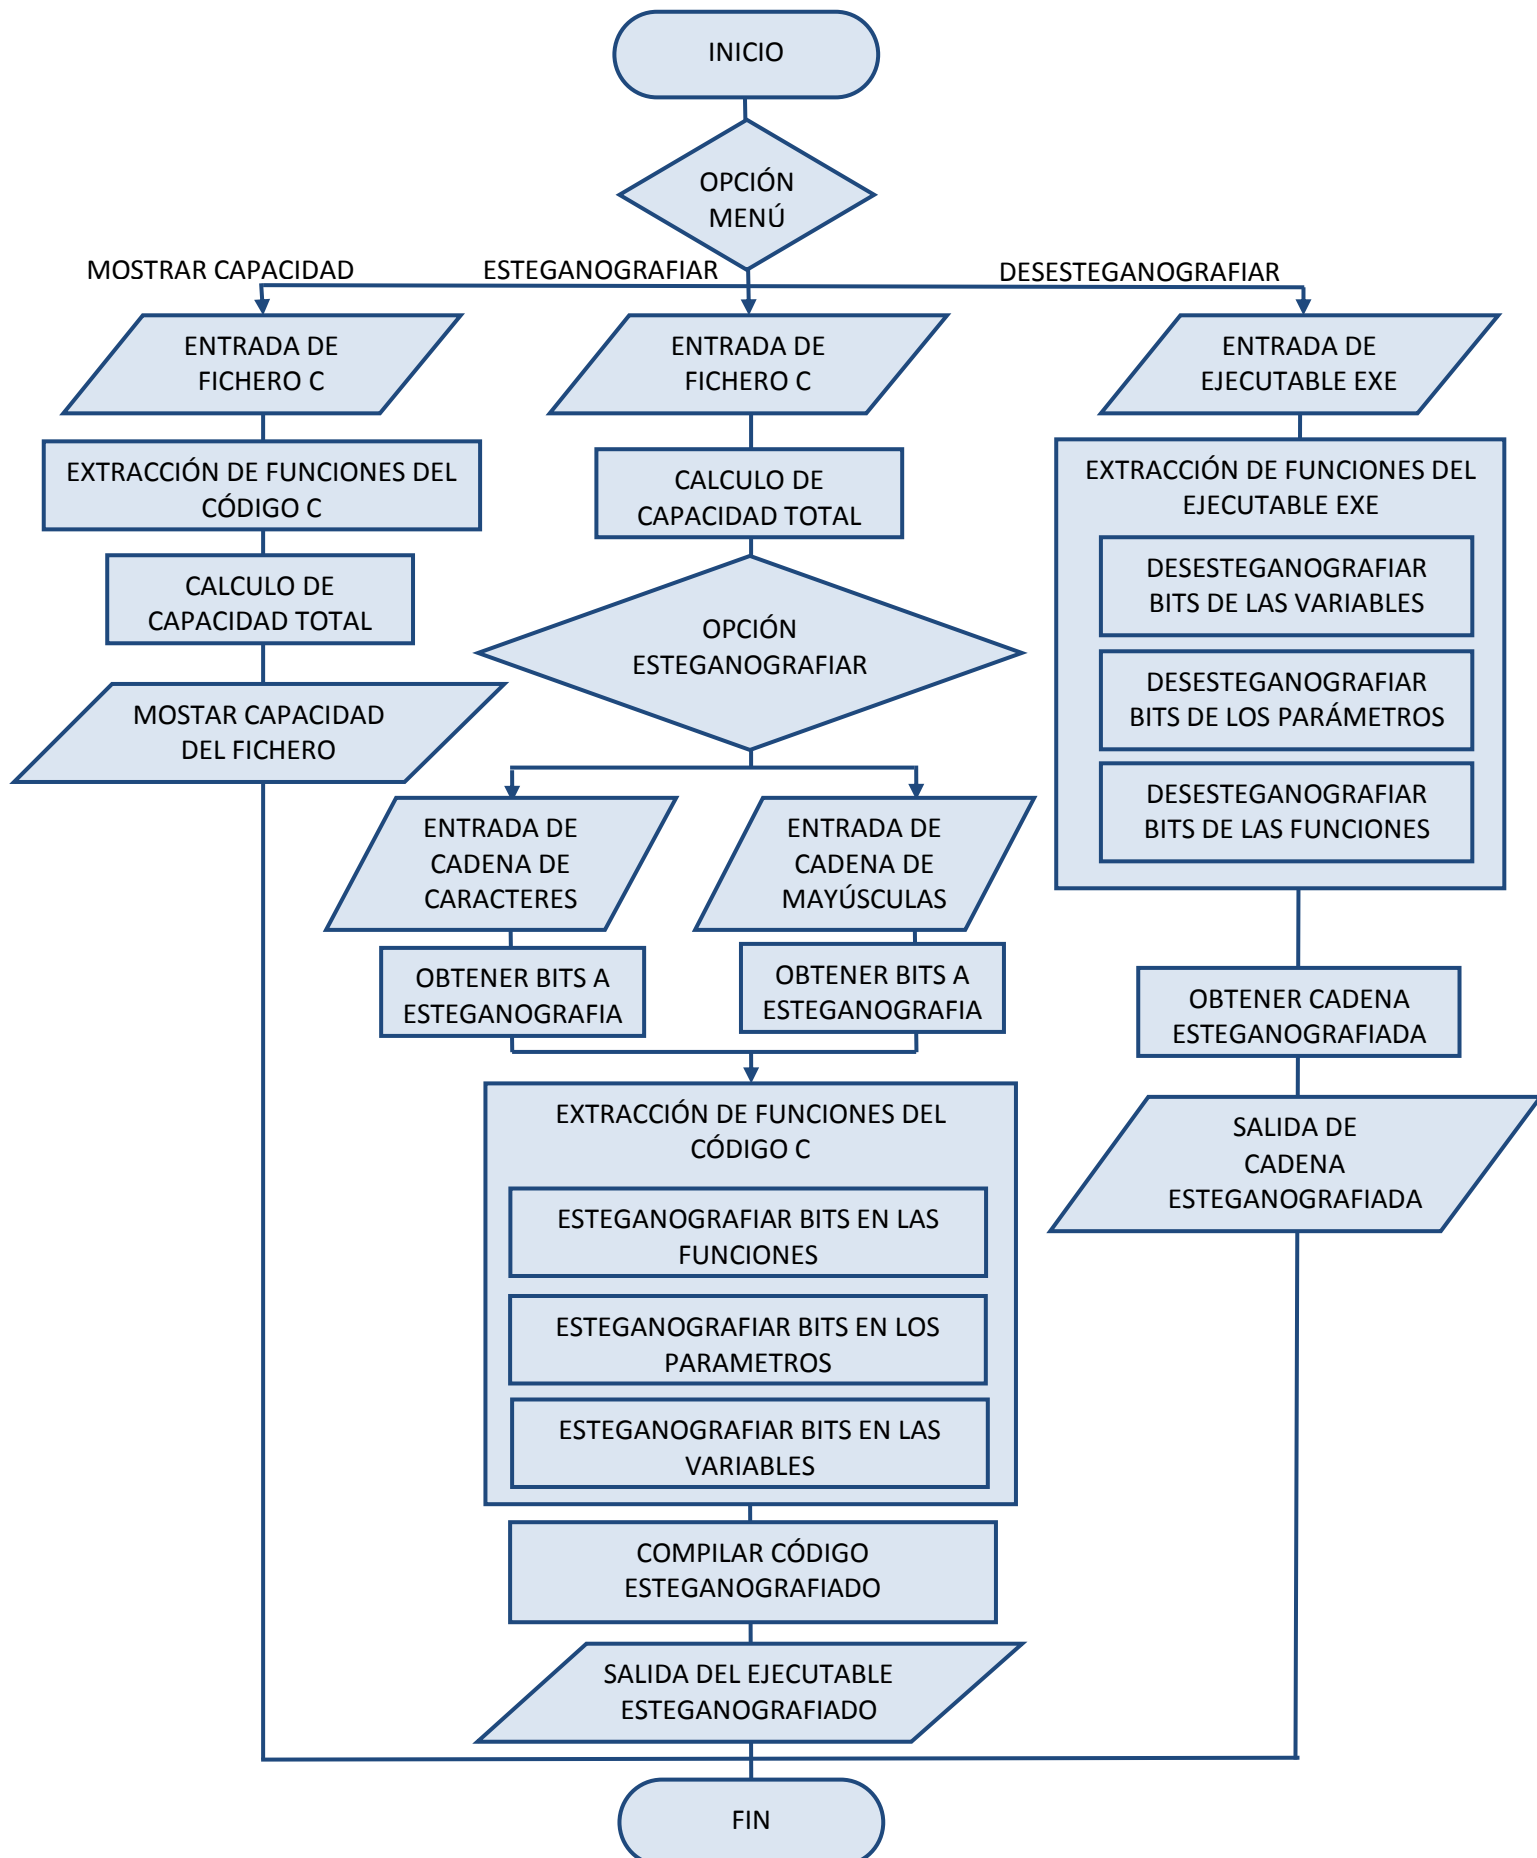 INICIO
OPCIÓN
MENÚ
MOSTRAR CAPACIDAD
ESTEGANOGRAFIAR
DESESTEGANOGRAFIAR
ENTRADA DE
FICHERO C
EXTRACCIÓN DE FUNCIONES DEL
CÓDIGO C
CALCULO DE
CAPACIDAD TOTAL
MOSTAR CAPACIDAD
DEL FICHERO
ENTRADA DE
FICHERO C
CALCULO DE
CAPACIDAD TOTAL
OPCIÓN
ESTEGANOGRAFIAR
ENTRADA DE
CADENA DE
CARACTERES
OBTENER BITS A
ESTEGANOGRAFIA
ENTRADA DE
CADENA DE
MAYÚSCULAS
OBTENER BITS A
ESTEGANOGRAFIA
EXTRACCIÓN DE FUNCIONES DEL
CÓDIGO C
ESTEGANOGRAFIAR BITS EN LAS
FUNCIONES
ESTEGANOGRAFIAR BITS EN LOS
PARAMETROS
ESTEGANOGRAFIAR BITS EN LAS
VARIABLES
COMPILAR CÓDIGO
ESTEGANOGRAFIADO
SALIDA DEL EJECUTABLE
ESTEGANOGRAFIADO
ENTRADA DE
EJECUTABLE EXE
EXTRACCIÓN DE FUNCIONES DEL
EJECUTABLE EXE
DESESTEGANOGRAFIAR
BITS DE LAS VARIABLES
DESESTEGANOGRAFIAR
BITS DE LOS PARÁMETROS
DESESTEGANOGRAFIAR
BITS DE LAS FUNCIONES
OBTENER CADENA
ESTEGANOGRAFIADA
SALIDA DE
CADENA
ESTEGANOGRAFIADA
FIN